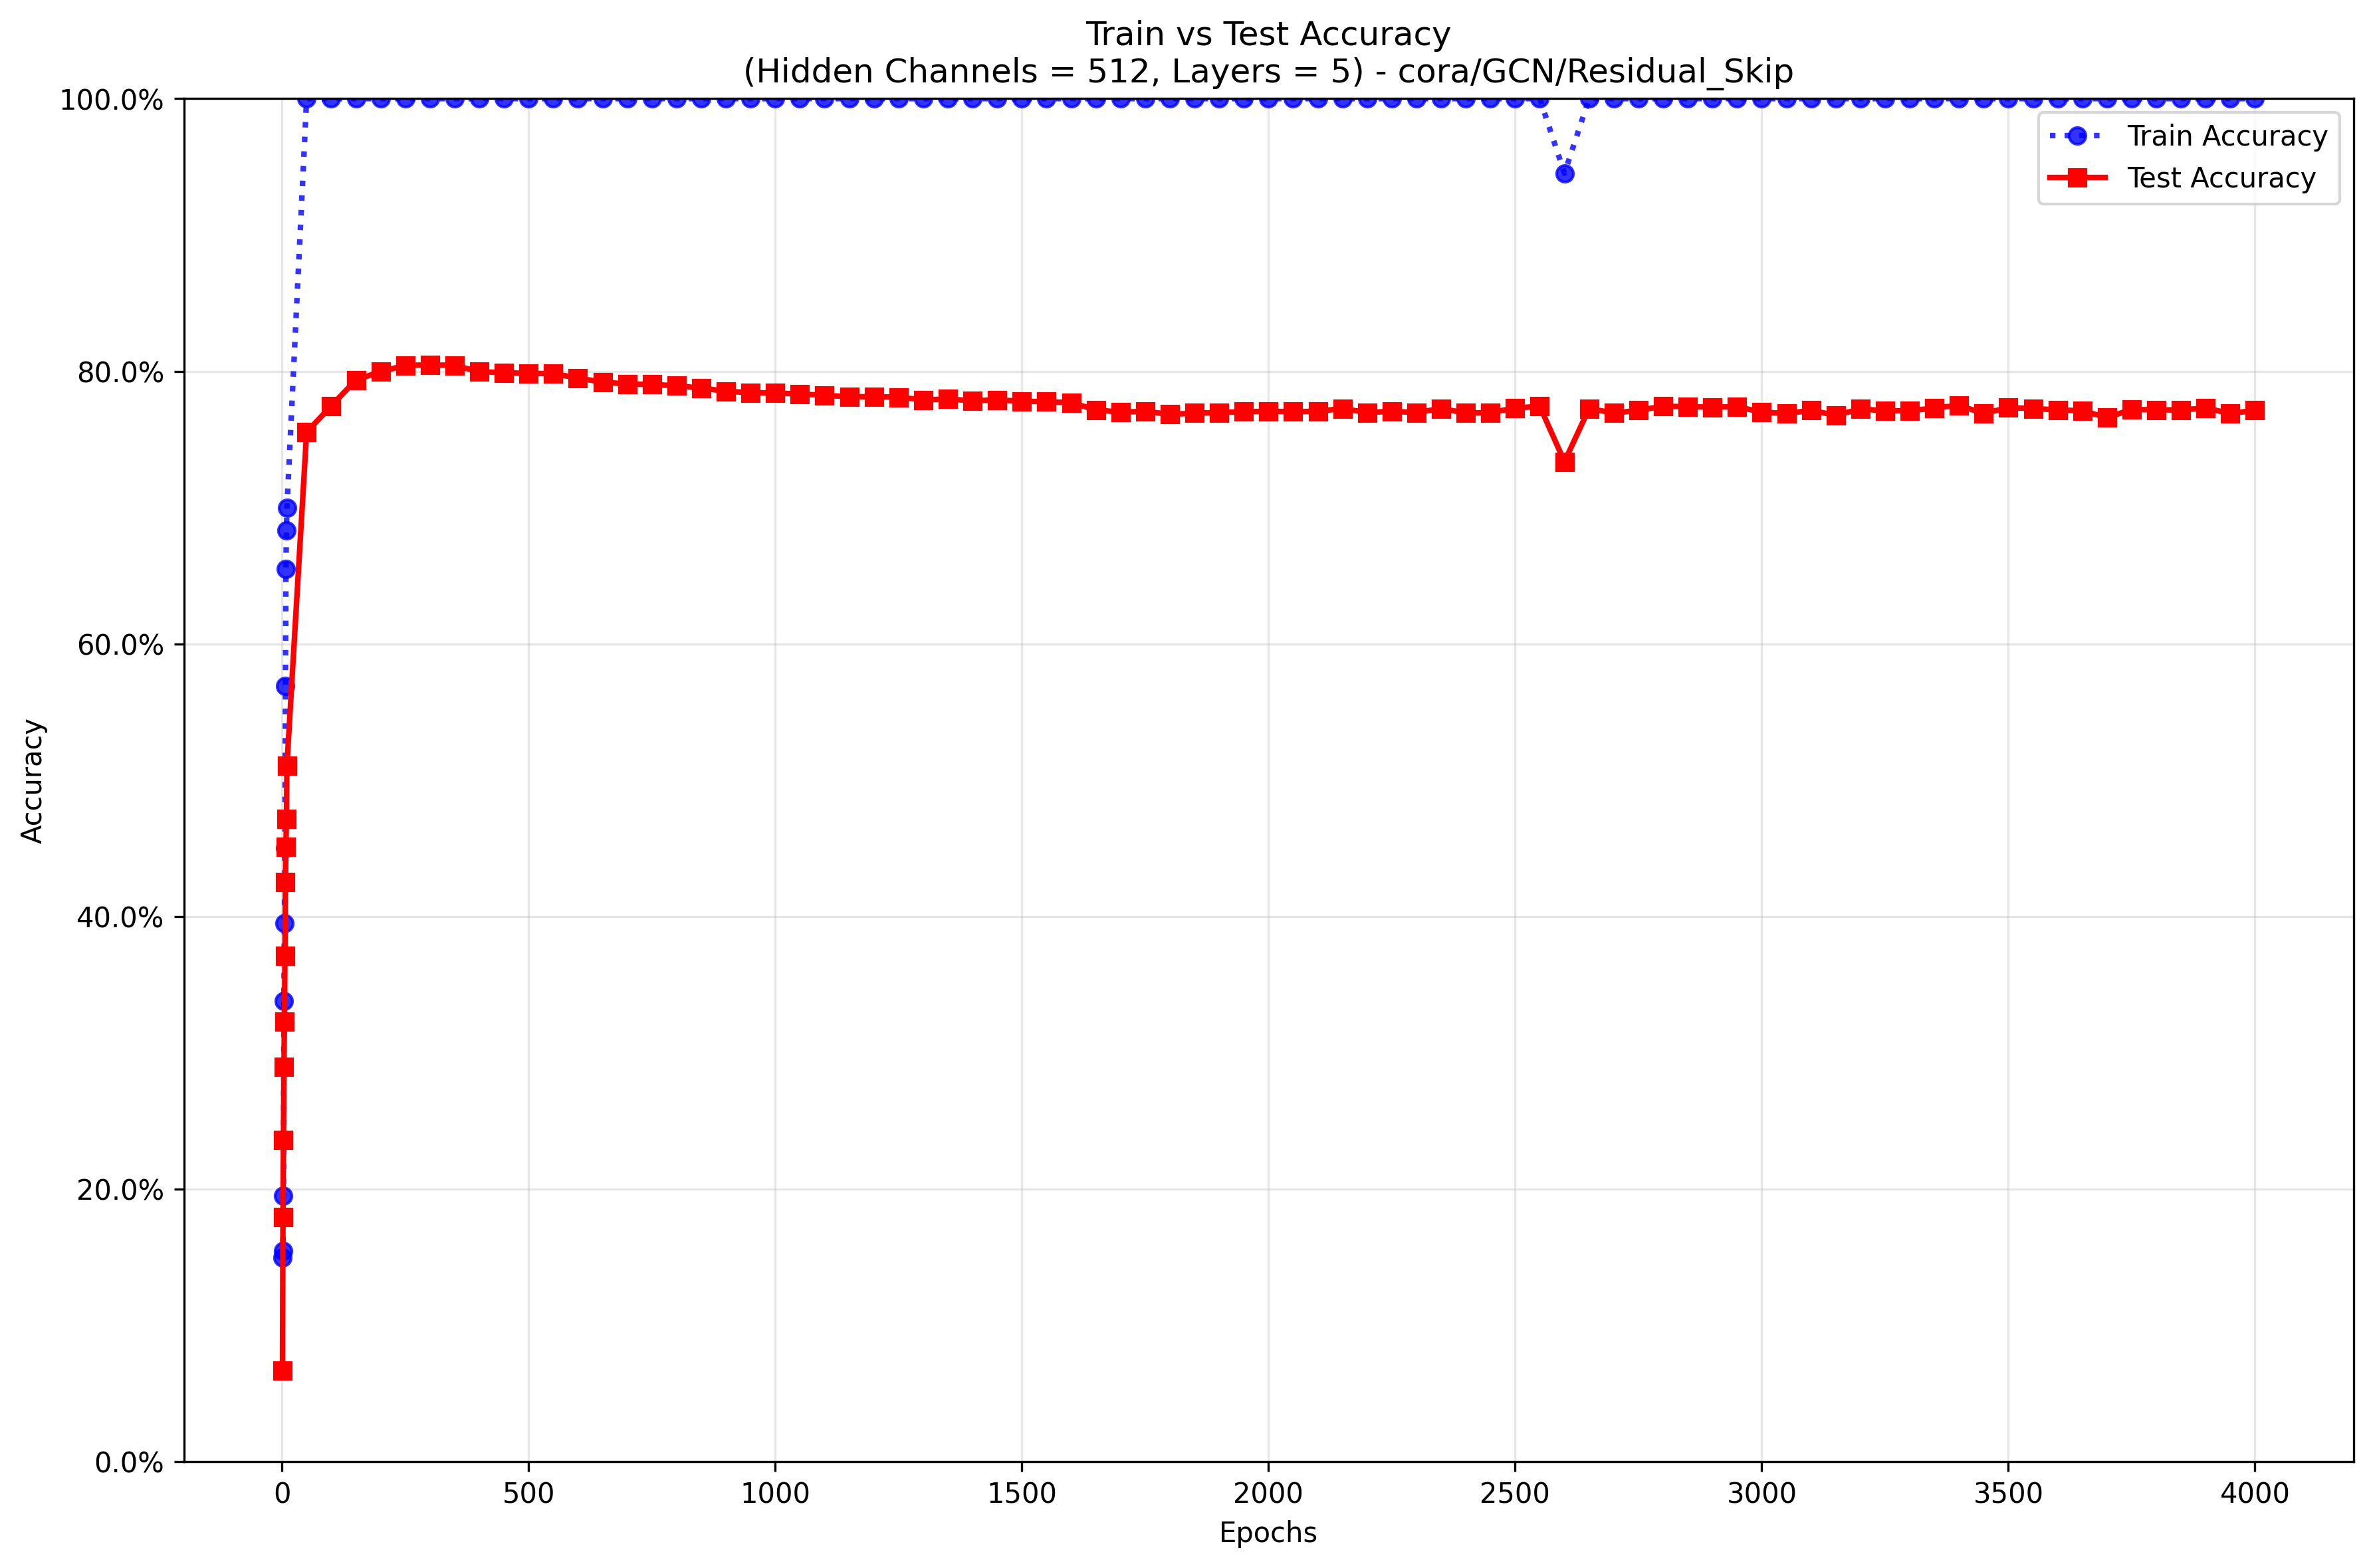 Train vs Test Accuracy
(Hidden Channels = 512, Layers = 5) - cora/GCN/Residual_Skip
100.0%
80.0%
60.0%
40.0%
20.0%
0.0%
Accuracy
Train Accuracy
Test Accuracy
0
500
1000
1500
2000
2500
3000
3500
4000
Epochs